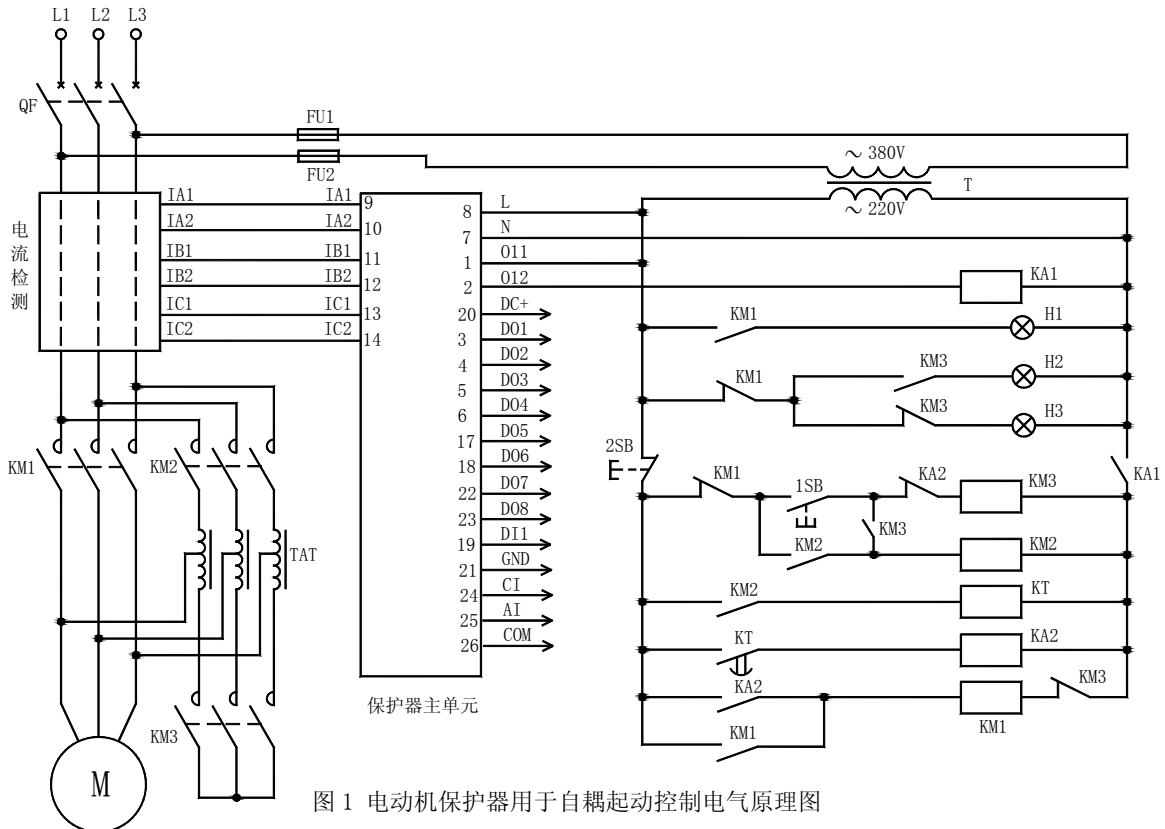 L1 L2 L3
QF
FU1
FU2
～380V
T
～220V
电流检测
IA1 IA1 9
IA2 IA2 10
IB1 IB1 11
IB2 IB2 12
IC1 IC1 13
IC2 IC2 14
8 L
7 N
1 O11
2 O12
20 DC+
3 DO1
4 DO2
5 DO3
6 DO4
17 DO5
18 DO6
22 DO7
23 DO8
19 DI1
21 GND
24 CI
25 AI
26 COM
保护器主单元
KA1
KM1 H1
KM1 KM3 H2
KM3 H3
2SB
KA1
KM1 1SB KA2 KM3
KM3
KM2 KM2
KM2 KT
KT KA2
KA2 KM1 KM3
KM1
KM1 KM2
TAT
KM3
M
图 1 电动机保护器用于自耦起动控制电气原理图